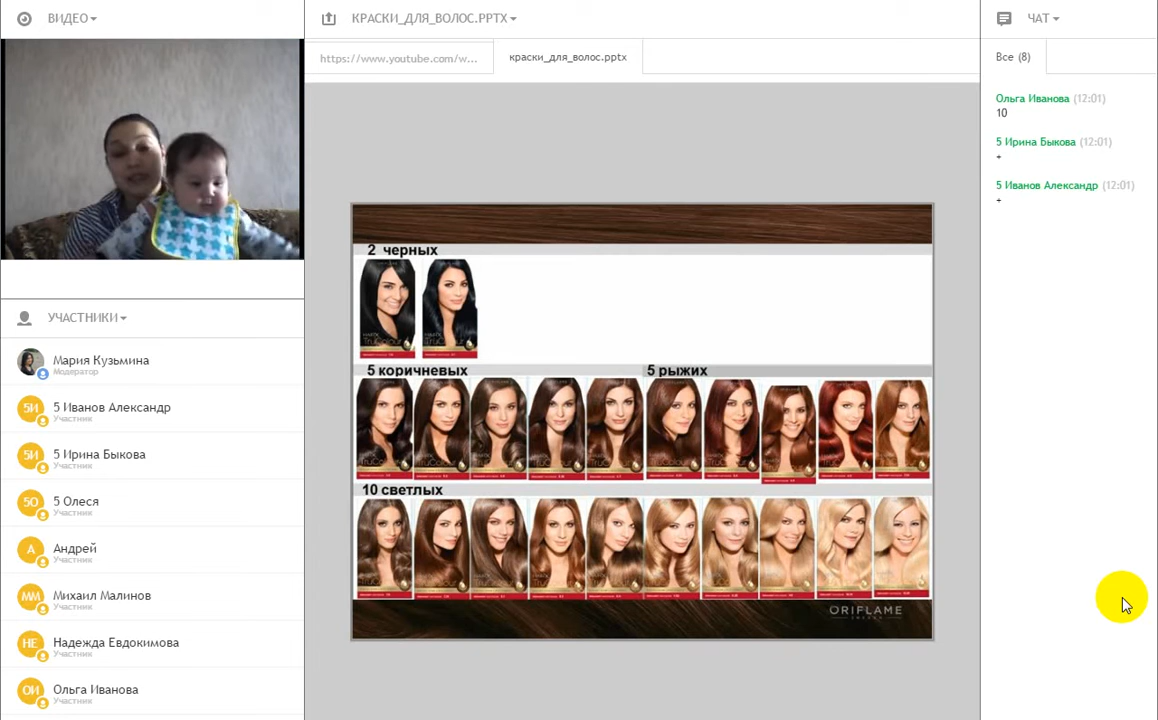 ВИДЕО
КРАСКИ_ДЛЯ_ВОЛОС.PPTX
ЧАТ
https://www.youtube.com/w...
краски_для_волос.pptx
Все (8)
Ольга Иванова (12:01)
10
5 Ирина Быкова (12:01)
+
5 Иванов Александр (12:01)
+
УЧАСТНИКИ
Мария Кузьмина
Модератор
5И
5 Иванов Александр
Участник
5И
5 Ирина Быкова
Участник
5О
5 Олеся
Участник
А
Андрей
Участник
ММ
Михаил Малинов
Участник
НЕ
Надежда Евдокимова
Участник
ОИ
Ольга Иванова
Участник
2 черных
5 коричневых
5 рыжих
10 светлых
ORIFLAME
SWEDEN